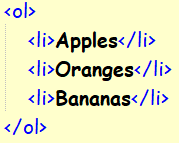 <ol>
<li>Apples</li>
<li>Oranges</li>
<li>Bananas</li>
</ol>